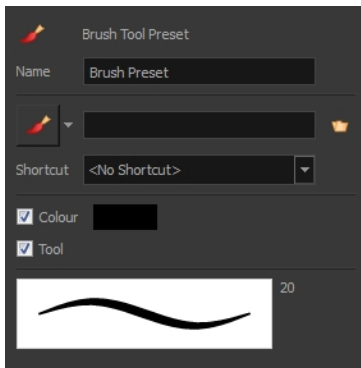 Brush Tool Preset
Name Brush Preset
Shortcut <No Shortcut>
Colour
Tool
20